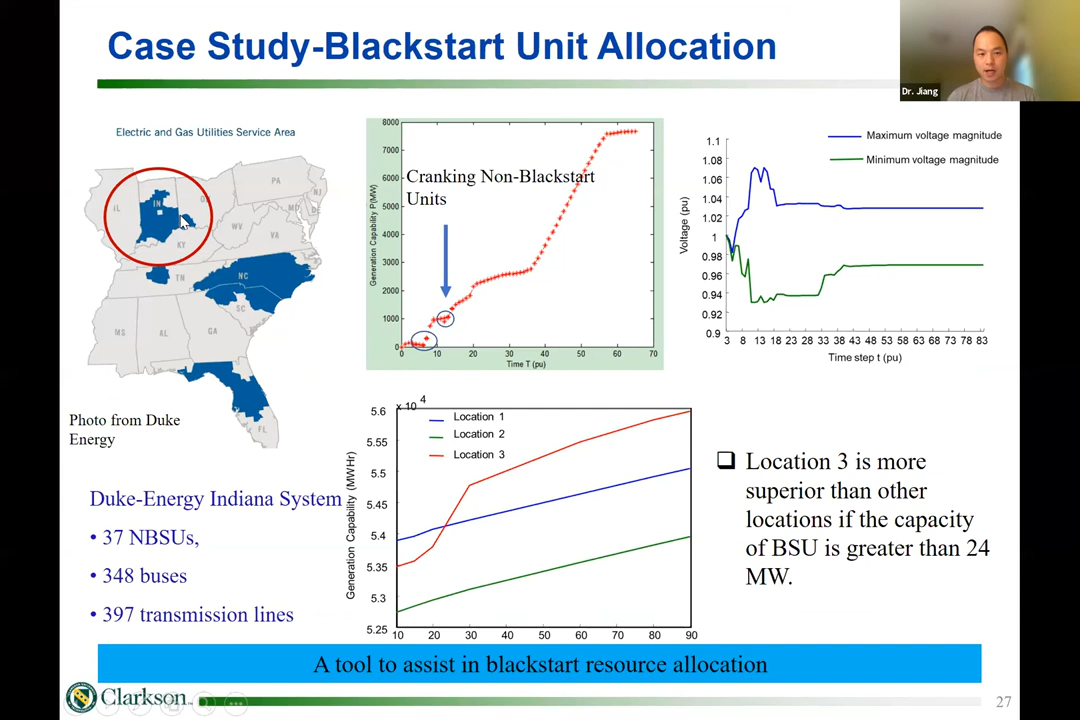 Case Study-Blackstart Unit Allocation
Dr. Jiang
Electric and Gas Utilities Service Area
IL
IN
KY
PA
NJ
MD
DE
WV
VA
TN
NC
SC
MS
AL
GA
FL
Photo from Duke
Energy
Duke-Energy Indiana System
• 37 NBSUs,
• 348 buses
• 397 transmission lines
Generation Capability P(MW)
8000
7000
6000
5000
4000
3000
2000
1000
0
Cranking Non-Blackstart
Units
0 10 20 30 40 50 60 70
Time T (pu)
Maximum voltage magnitude
Minimum voltage magnitude
Voltage (pu)
1.1
1.08
1.06
1.04
1.02
1
0.98
0.96
0.94
0.92
0.9
3 8 13 18 23 28 33 38 43 48 53 58 63 68 73 78 83
Time step t (pu)
Generation Capability (MWHr)
x 10 4
5.6
5.55
5.5
5.45
5.4
5.35
5.3
5.25
Location 1
Location 2
Location 3
10 20 30 40 50 60 70 80 90
Location 3 is more
superior than other
locations if the capacity
of BSU is greater than 24
MW.
A tool to assist in blackstart resource allocation
Clarkson
27